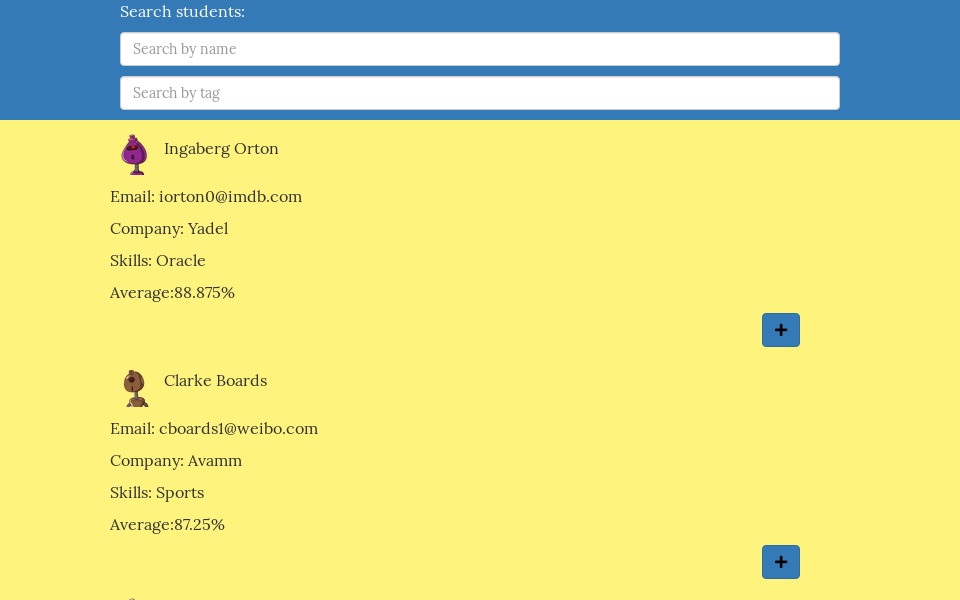 Search students:
Search by name
Search by tag
Ingaberg Orton
Email: iorton0@imdb.com
Company: Yadel
Skills: Oracle
Average:88.875%
Clarke Boards
Email: cboards1@weibo.com
Company: Avamm
Skills: Sports
Average:87.25%